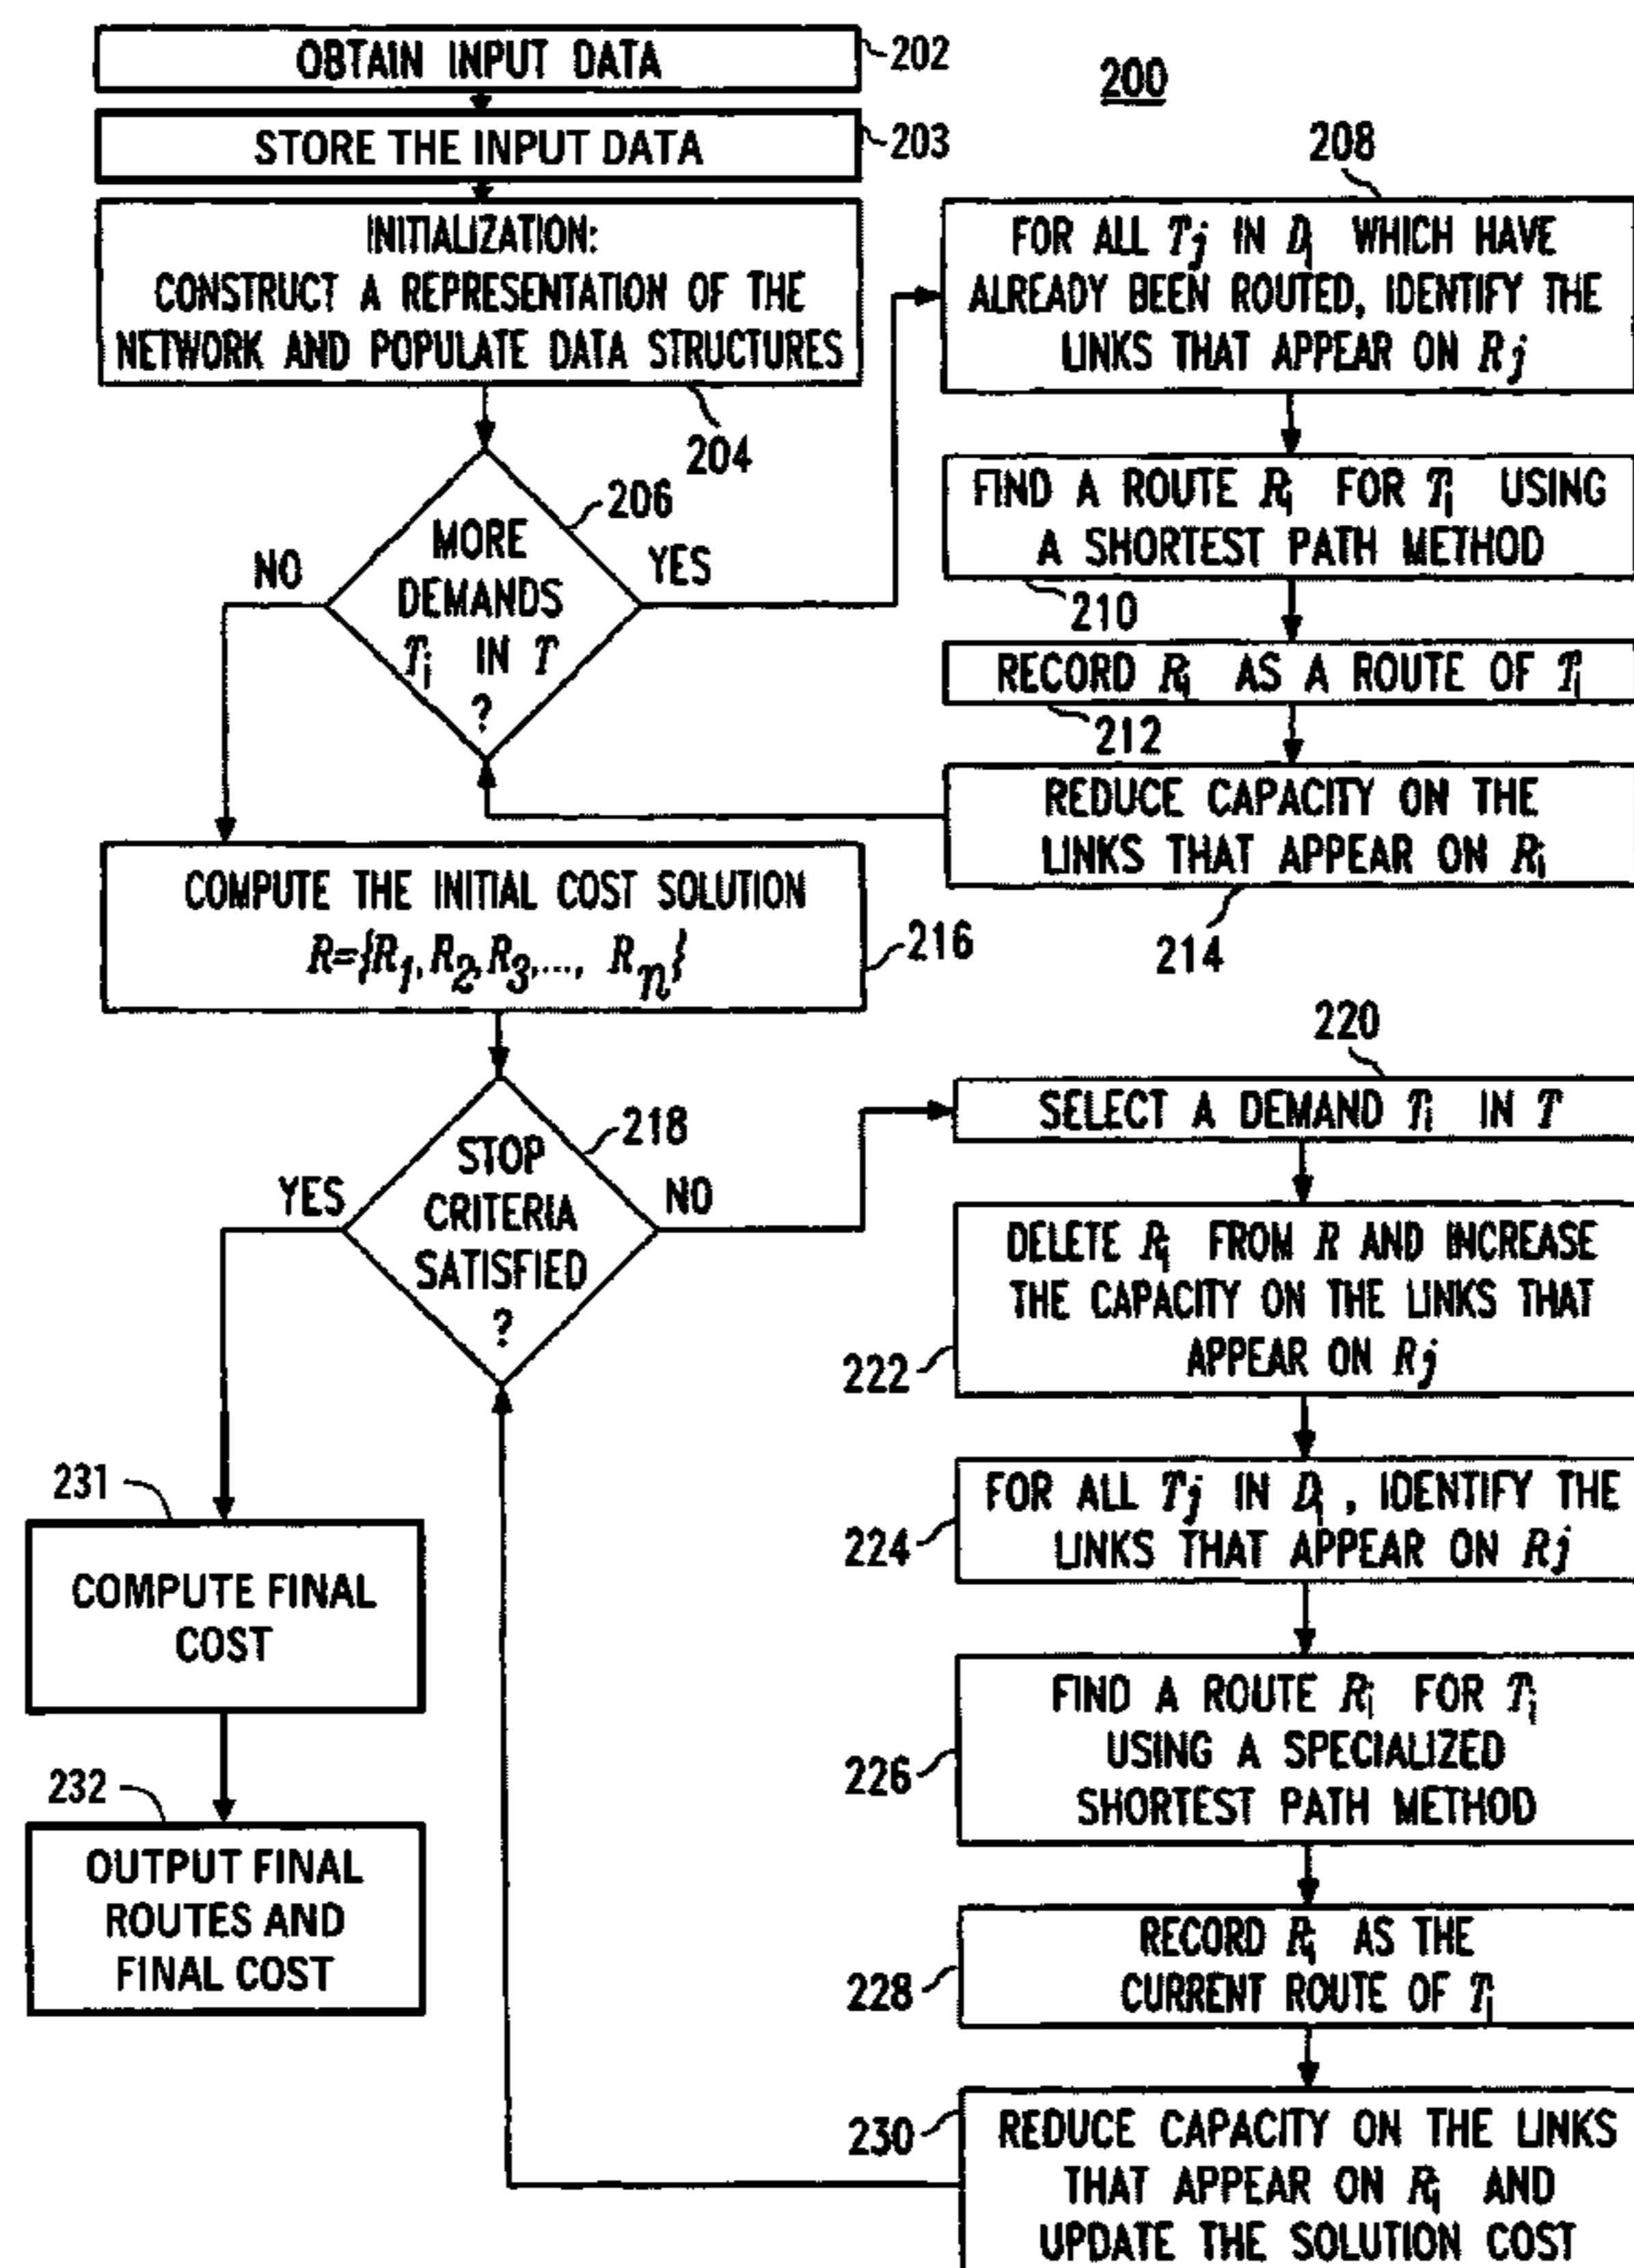 OBTAIN INPUT DATA
202
200
STORE THE INPUT DATA
203
INITIALIZATION:
CONSTRUCT A REPRESENTATION OF THE
NETWORK AND POPULATE DATA STRUCTURES
204
206
MORE
DEMANDS
Ti IN T
?
NO
YES
208
FOR ALL Tj IN Di WHICH HAVE
ALREADY BEEN ROUTED, IDENTIFY THE
LINKS THAT APPEAR ON Rj
FIND A ROUTE Ri FOR Ti USING
A SHORTEST PATH METHOD
210
RECORD Ri AS A ROUTE OF Ti
212
REDUCE CAPACITY ON THE
LINKS THAT APPEAR ON Ri
214
COMPUTE THE INITIAL COST SOLUTION
R={R1, R2, R3,..., Rn}
216
218
STOP
CRITERIA
SATISFIED
?
YES
NO
220
SELECT A DEMAND Ti IN T
DELETE Ri FROM R AND INCREASE
THE CAPACITY ON THE LINKS THAT
APPEAR ON Rj
222
FOR ALL Tj IN Di , IDENTIFY THE
LINKS THAT APPEAR ON Rj
224
FIND A ROUTE Ri FOR Ti
USING A SPECIALIZED
SHORTEST PATH METHOD
226
RECORD Ri AS THE
CURRENT ROUTE OF Ti
228
REDUCE CAPACITY ON THE LINKS
THAT APPEAR ON Ri AND
UPDATE THE SOLUTION COST
230
231
COMPUTE FINAL
COST
232
OUTPUT FINAL
ROUTES AND
FINAL COST